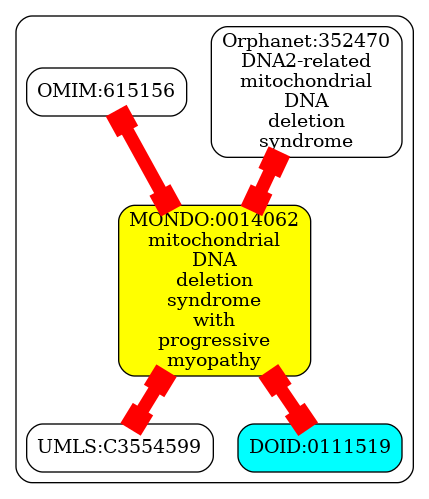 OMIM:615156
Orphanet:352470
DNA2-related
mitochondrial
DNA
deletion
syndrome
MONDO:0014062
mitochondrial
DNA
deletion
syndrome
with
progressive
myopathy
UMLS:C3554599
DOID:0111519